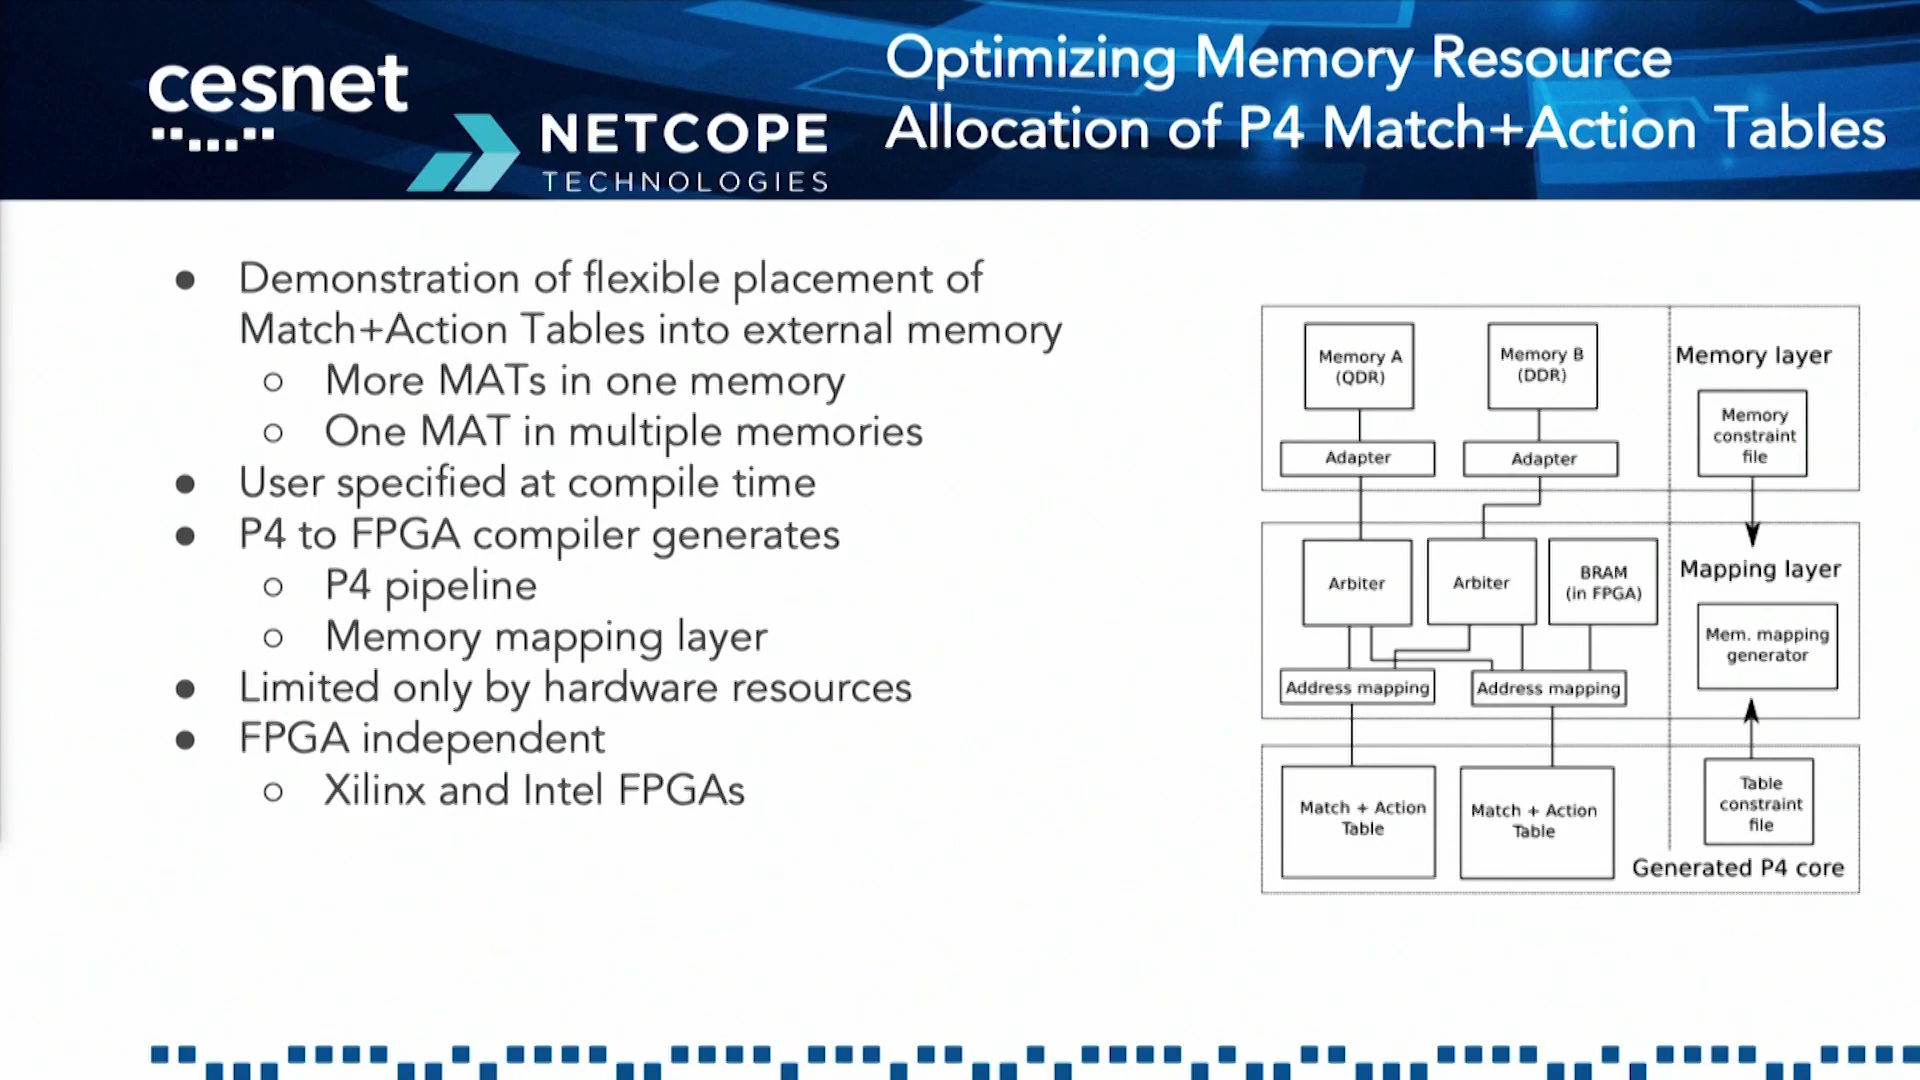 cesnet
NETCOPE
TECHNOLOGIES
Optimizing Memory Resource
Allocation of P4 Match+Action Tables
Demonstration of flexible placement of
Match+Action Tables into external memory
More MATs in one memory
One MAT in multiple memories
User specified at compile time
P4 to FPGA compiler generates
P4 pipeline
Memory mapping layer
Limited only by hardware resources
FPGA independent
Xilinx and Intel FPGAs
Memory A
(QDR)
Memory B
(DDR)
Memory layer
Memory
constraint
file
Adapter
Adapter
Arbiter
Arbiter
BRAM
(in FPGA)
Mapping layer
Mem. mapping
generator
Address mapping
Address mapping
Match + Action
Table
Match + Action
Table
Table
constraint
file
Generated P4 core